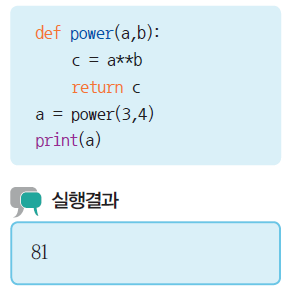 def power(a,b):
    c = a**b
    return c
a = power(3,4)
print(a)
실행결과
81